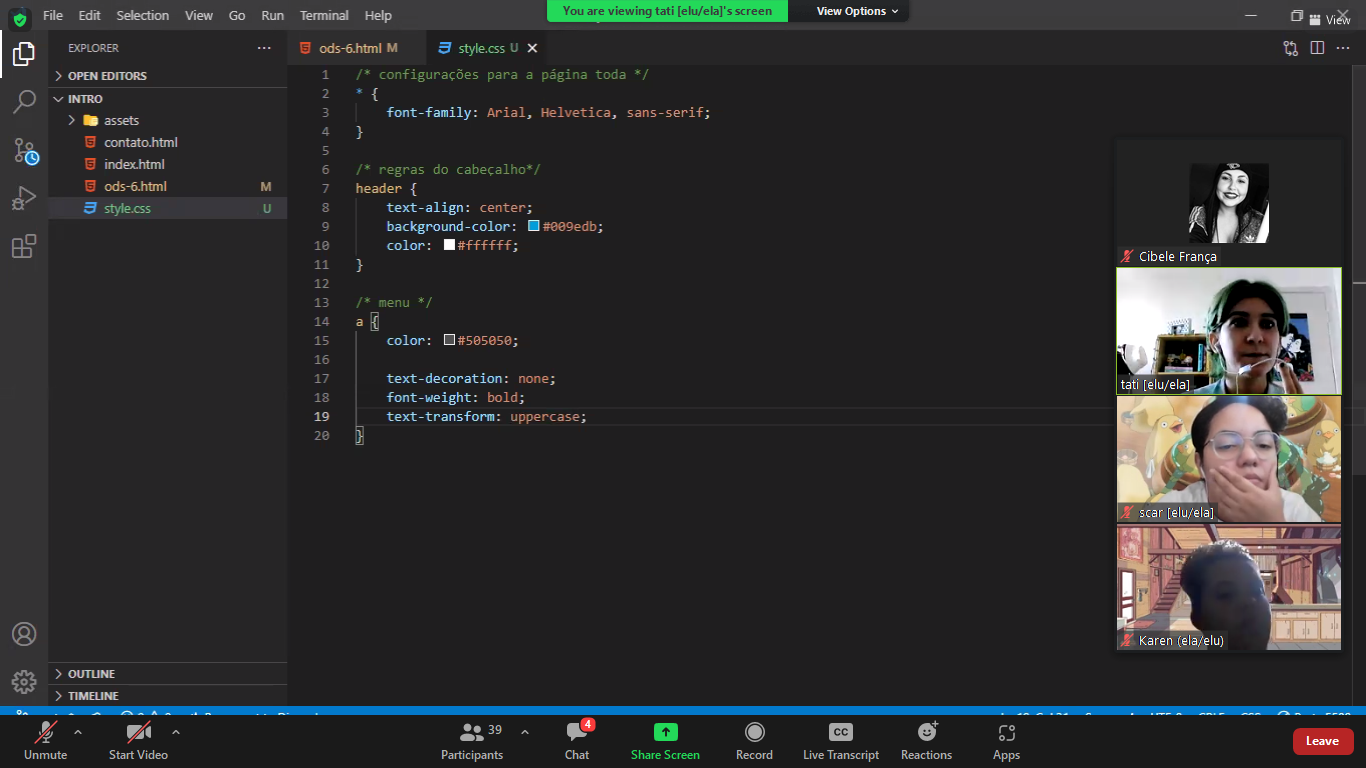 File Edit Selection View Go Run Terminal Help
You are viewing tati [elu/ela]'s screen
View Options
View
EXPLORER
OPEN EDITORS
INTRO
assets
contato.html
index.html
ods-6.html M
style.css U
OUTLINE
TIMELINE
ods-6.html M
style.css U
1 /* configurações para a página toda */
2 * {
3 font-family: Arial, Helvetica, sans-serif;
4 }
5
6 /* regras do cabeçalho*/
7 header {
8 text-align: center;
9 background-color: #009edb;
10 color: #ffffff;
11 }
12
13 /* menu */
14 a {
15 color: #505050;
16
17 text-decoration: none;
18 font-weight: bold;
19 text-transform: uppercase;
20 }
Cibele França
tati [elu/ela]
scar [elu/ela]
Karen (ela/elu)
Unmute
Start Video
Participants
39
Chat
4
Share Screen
Record
CC
Live Transcript
Reactions
Apps
Leave